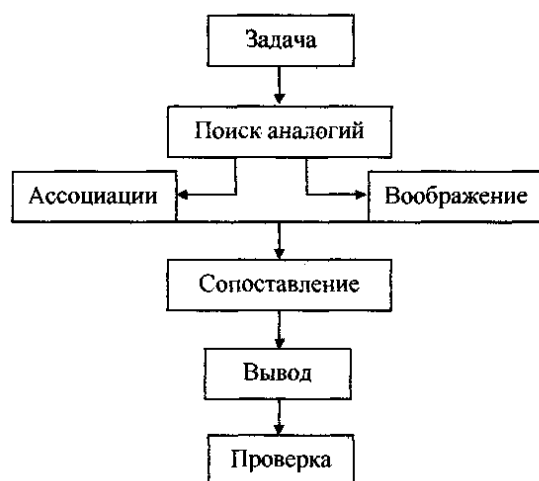 Задача
Поиск аналогий
Ассоциации
Воображение
Сопоставление
Вывод
Проверка